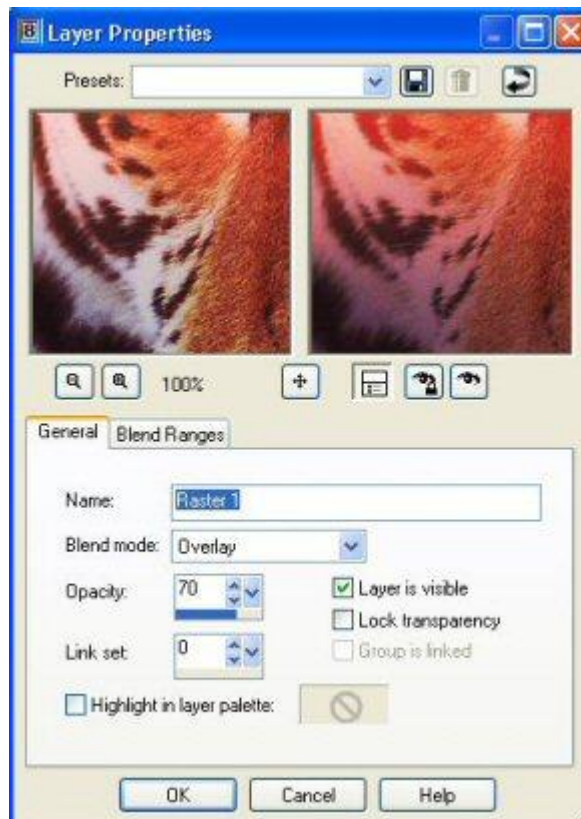 Layer Properties
Presets:
100%
General Blend Ranges
Name: Raster 1
Blend mode: Overlay
Opacity: 70 Layer is visible
Lock transparency
Link set: 0 Group is linked
Highlight in layer palette:
OK Cancel Help